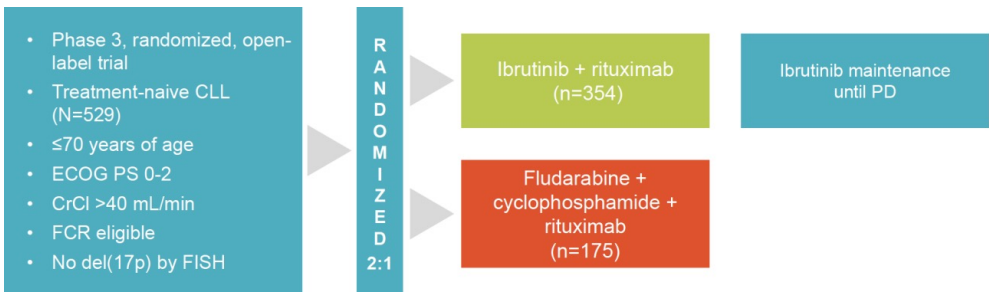 • Phase 3, randomized, open-
label trial
• Treatment-naive CLL
(N=529)
• ≤70 years of age
• ECOG PS 0-2
• CrCl >40 mL/min
• FCR eligible
• No del(17p) by FISH
R
A
N
D
O
M
I
Z
E
D
2:1
Ibrutinib + rituximab
(n=354)
Ibrutinib maintenance
until PD
Fludarabine +
cyclophosphamide +
rituximab
(n=175)